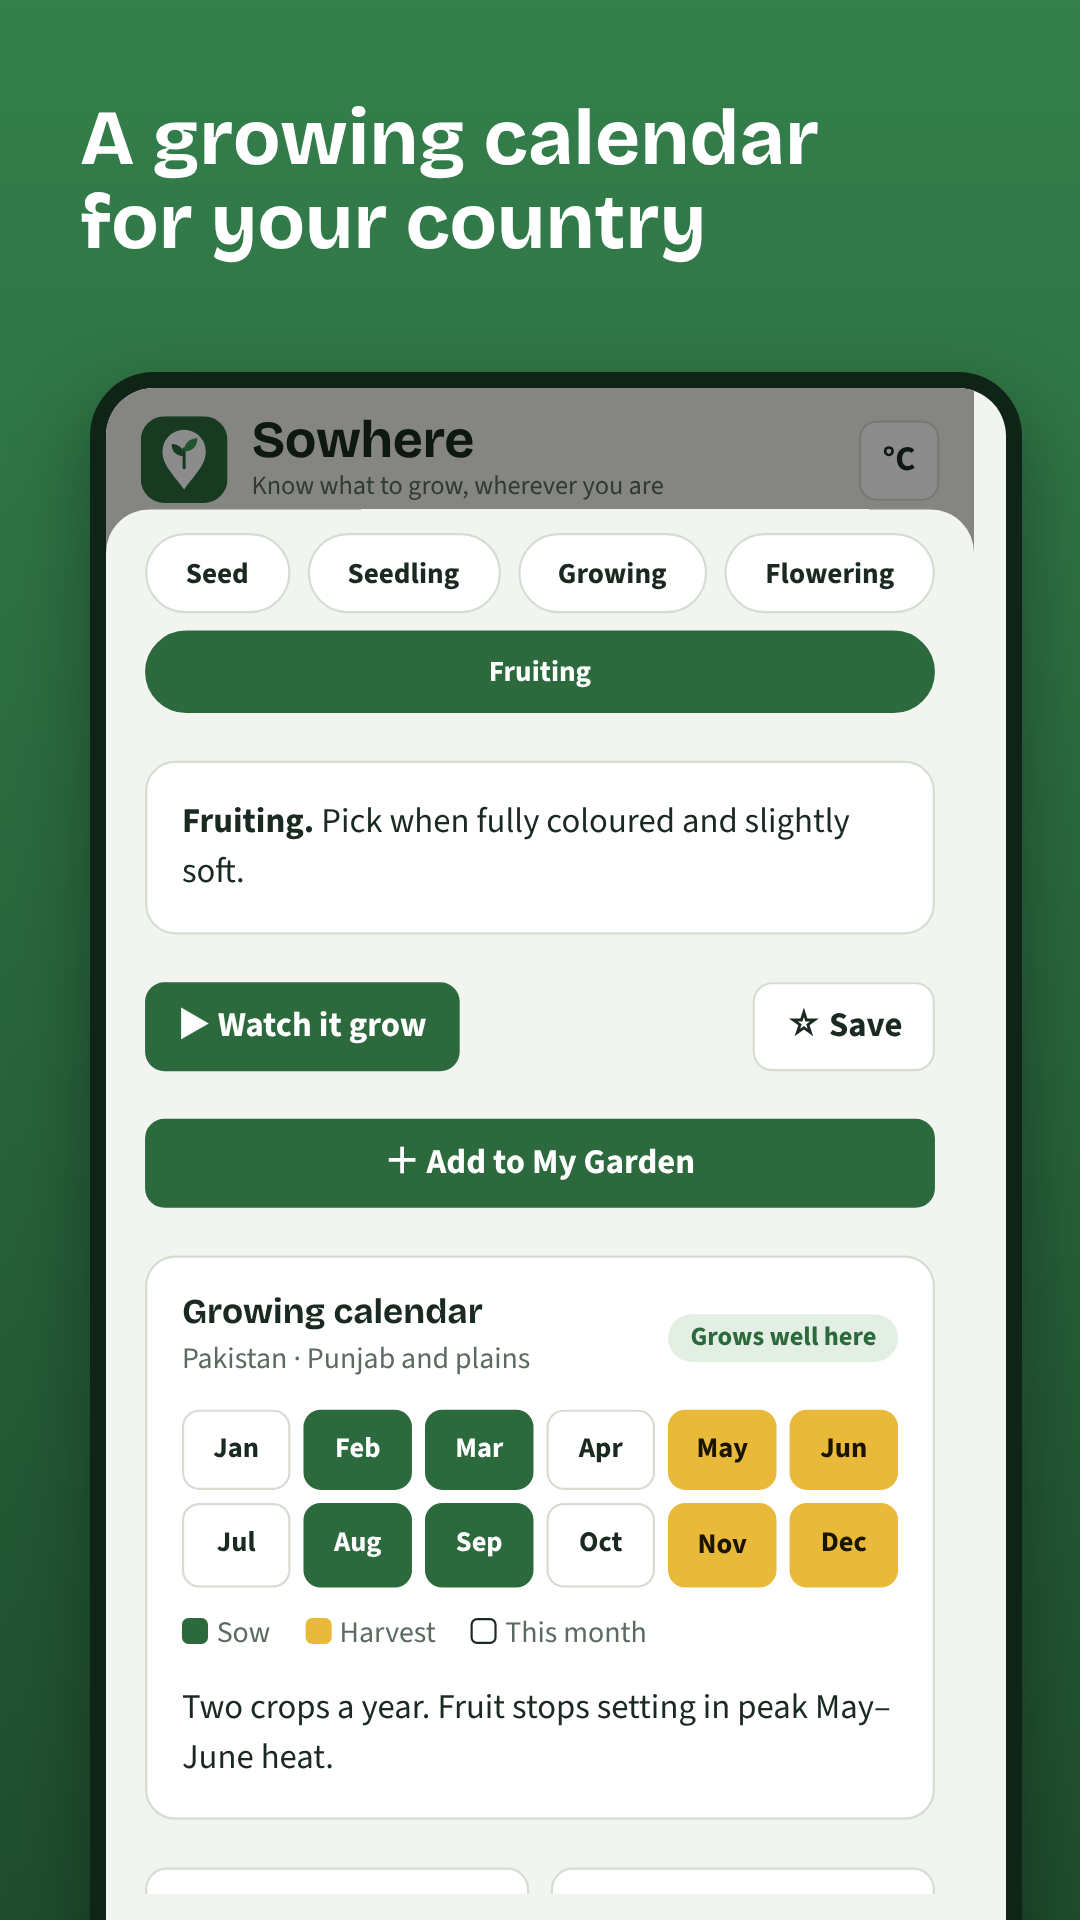 A growing calendar
for your country
Sowhere
Know what to grow, wherever you are
°C
Seed
Seedling
Growing
Flowering
Fruiting
Fruiting. Pick when fully coloured and slightly
soft.
▶ Watch it grow
☆ Save
+ Add to My Garden
Growing calendar
Pakistan · Punjab and plains
Grows well here
Jan
Feb
Mar
Apr
May
Jun
Jul
Aug
Sep
Oct
Nov
Dec
Sow
Harvest
This month
Two crops a year. Fruit stops setting in peak May–
June heat.